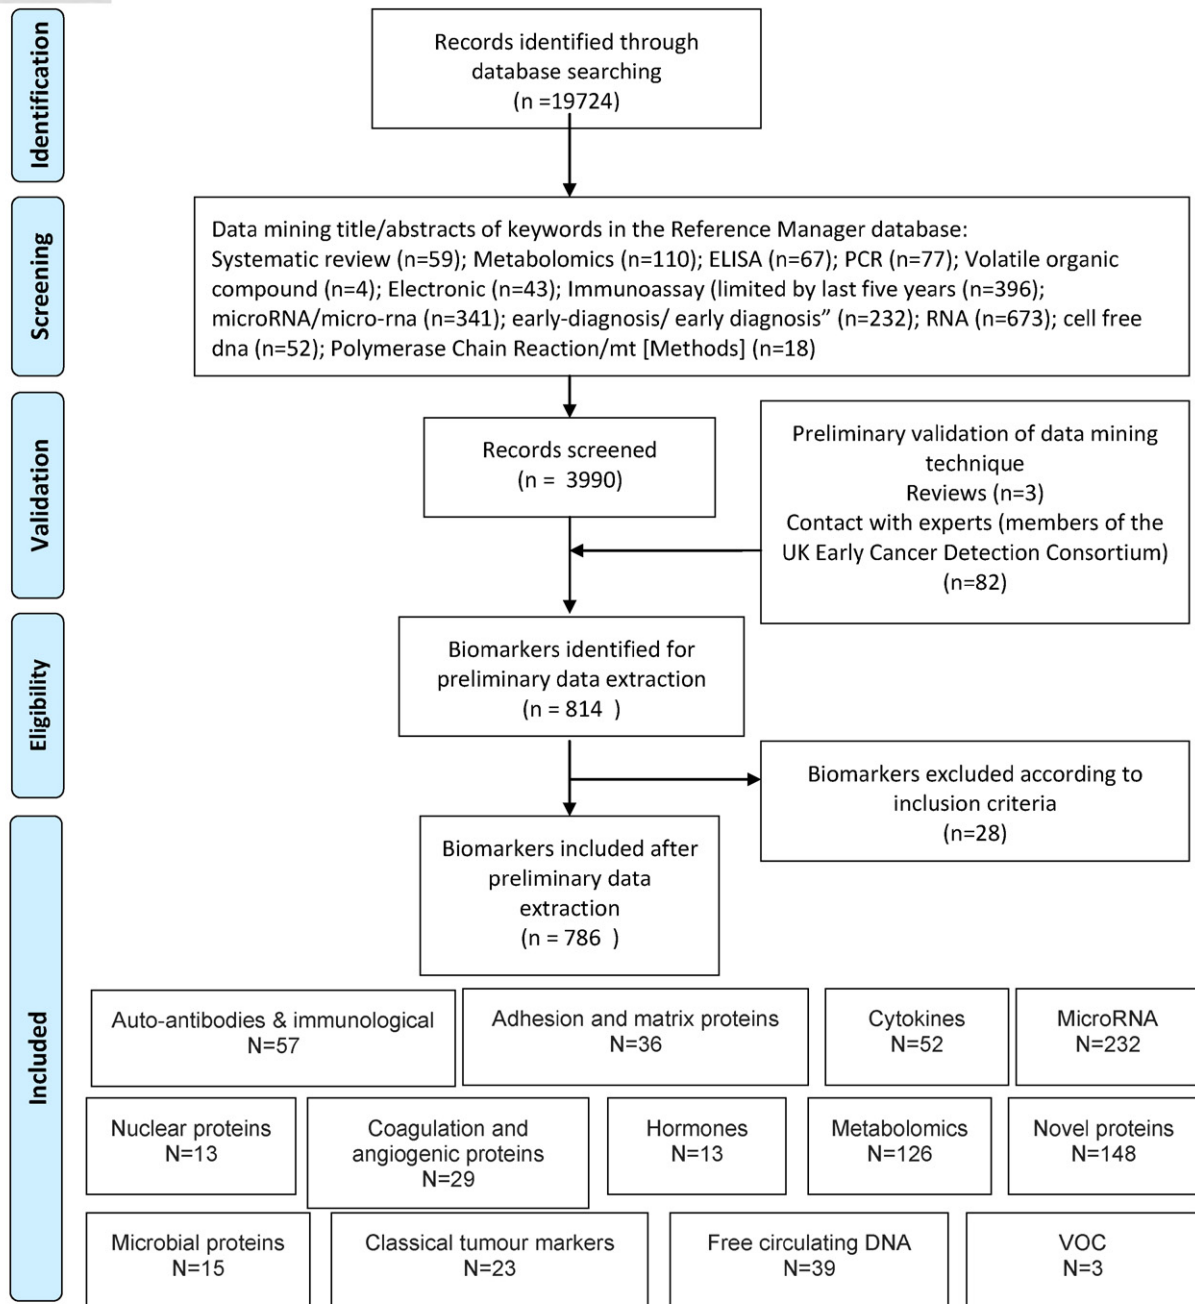 Identification
Records identified through
database searching
(n =19724)
Screening
Data mining title/abstracts of keywords in the Reference Manager database:
Systematic review (n=59); Metabolomics (n=110); ELISA (n=67); PCR (n=77); Volatile organic
compound (n=4); Electronic (n=43); Immunoassay (limited by last five years (n=396);
microRNA/micro-rna (n=341); early-diagnosis/ early diagnosis” (n=232); RNA (n=673); cell free
dna (n=52); Polymerase Chain Reaction/mt [Methods] (n=18)
Validation
Records screened
(n = 3990)
Preliminary validation of data mining
technique
Reviews (n=3)
Contact with experts (members of the
UK Early Cancer Detection Consortium)
(n=82)
Eligibility
Biomarkers identified for
preliminary data extraction
(n = 814 )
Biomarkers excluded according to
inclusion criteria
(n=28)
Included
Biomarkers included after
preliminary data
extraction
(n = 786 )
Auto-antibodies & immunological
N=57
Adhesion and matrix proteins
N=36
Cytokines
N=52
MicroRNA
N=232
Nuclear proteins
N=13
Coagulation and
angiogenic proteins
N=29
Hormones
N=13
Metabolomics
N=126
Novel proteins
N=148
Microbial proteins
N=15
Classical tumour markers
N=23
Free circulating DNA
N=39
VOC
N=3